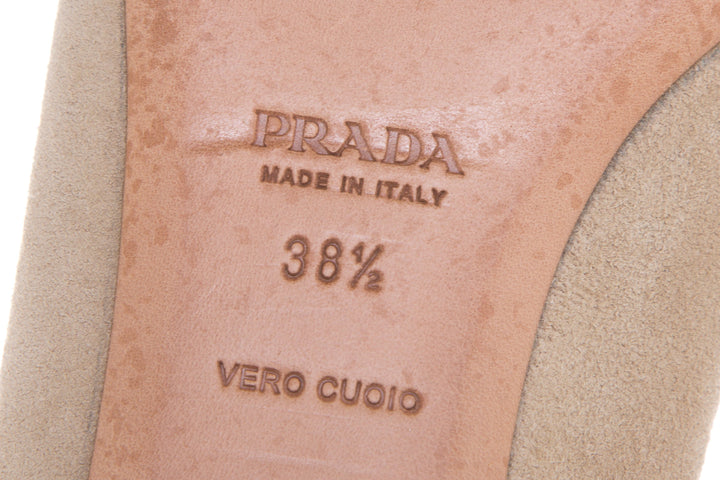 PRADA
MADE IN ITALY
38½
VERO CUOIO